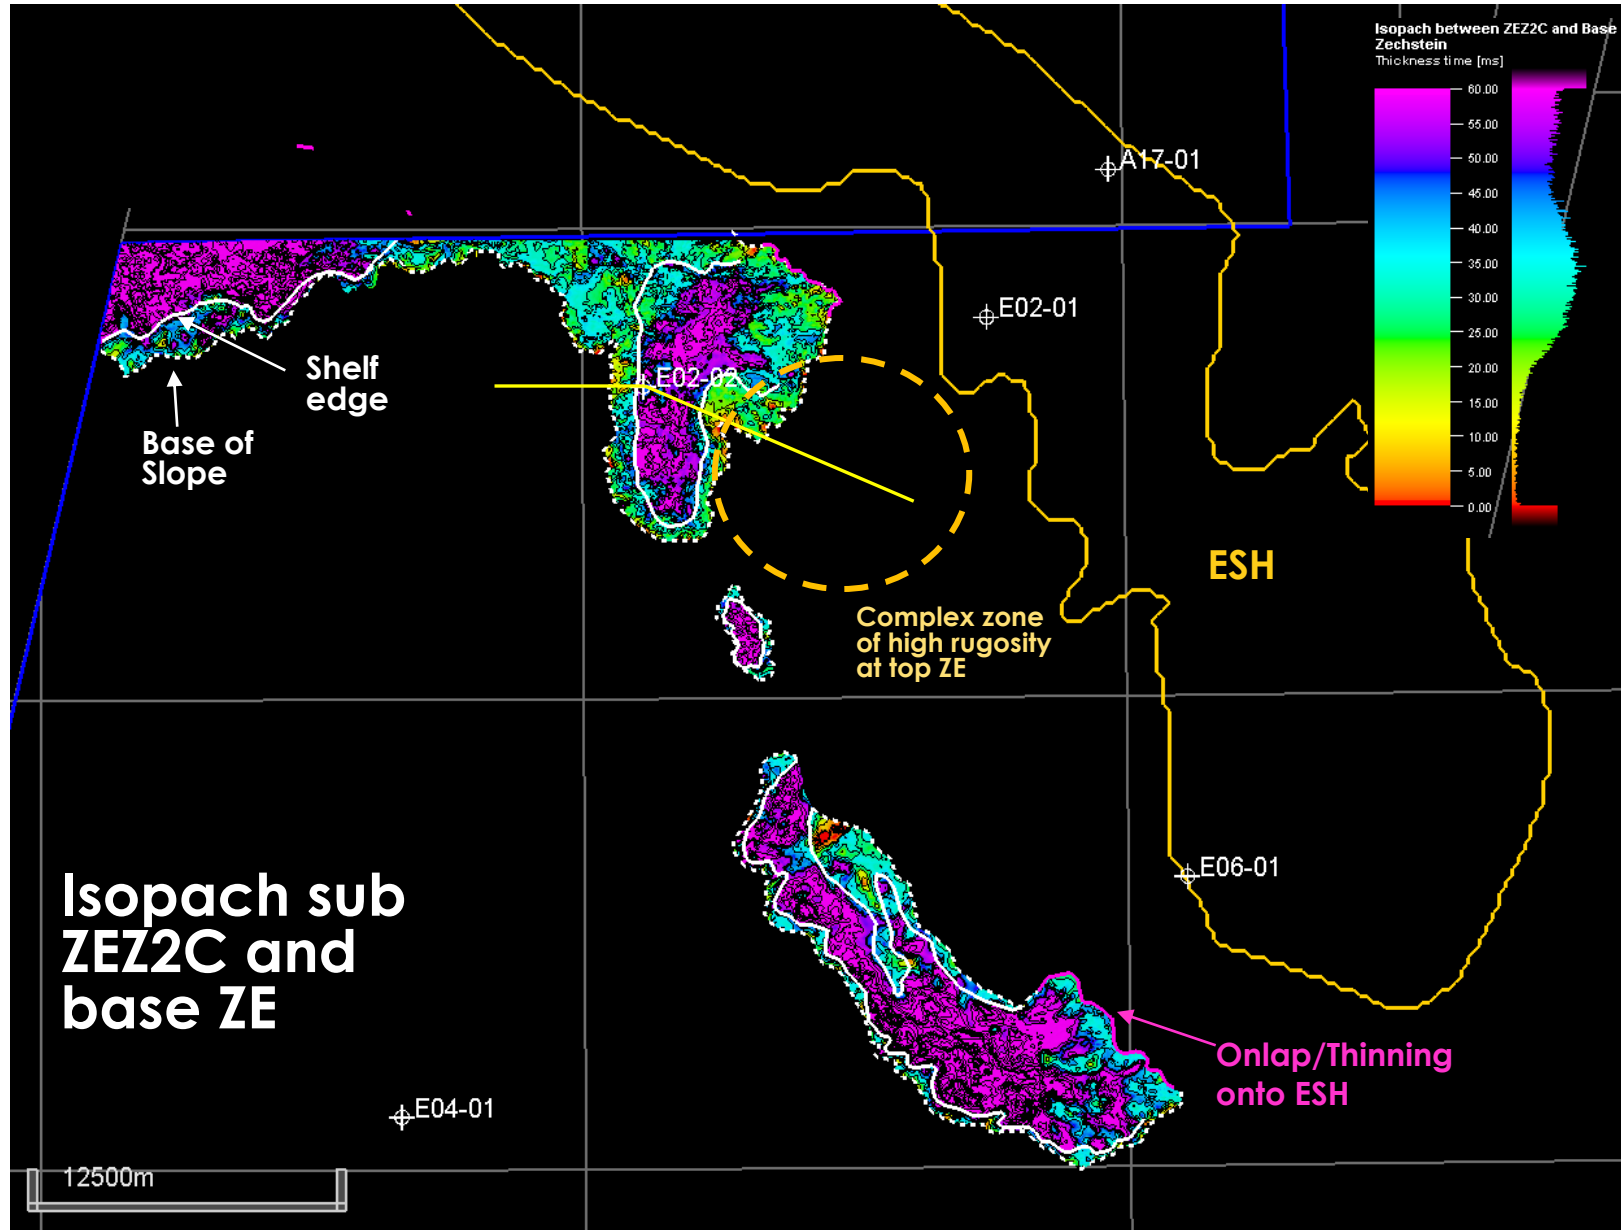 Isopach between ZEZ2C and Base
Zechstein
Thickness time [ms]
60.00
55.00
50.00
45.00
40.00
35.00
30.00
25.00
20.00
15.00
10.00
5.00
0.00
A17-01
E02-01
E02-02
Shelf
edge
Base of
Slope
ESH
Complex zone
of high rugosity
at top ZE
E06-01
Isopach sub
ZEZ2C and
base ZE
Onlap/Thinning
onto ESH
E04-01
12500m